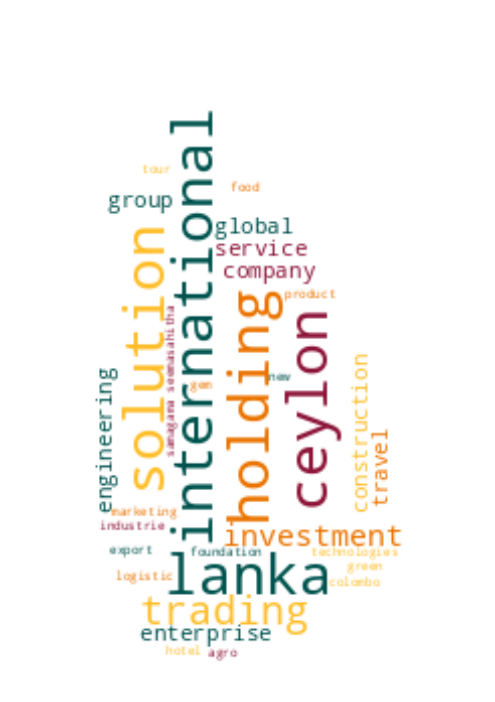 tour
food
group
international
global
service
company
solution
holding
product
ceylon
samagama seemasahitha
new
gem
engineering
construction
travel
marketing
industrie
investment
export
foundation
technologies
lanka
green
logistic
colombo
trading
enterprise
hotel
agro